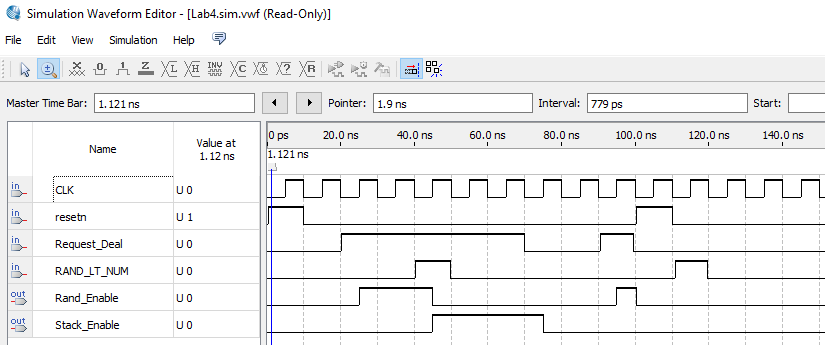 Simulation Waveform Editor - [Lab4.sim.vwf (Read-Only)]
File Edit View Simulation Help
Master Time Bar: 1.121 ns Pointer: 1.9 ns Interval: 779 ps Start:
Name Value at 1.12 ns
0 ps 20.0 ns 40.0 ns 60.0 ns 80.0 ns 100.0 ns 120.0 ns 140.0 ns
1.121 ns
in CLK U 0
in resetn U 1
in Request_Deal U 0
in RAND_LT_NUM U 0
out Rand_Enable U 0
out Stack_Enable U 0